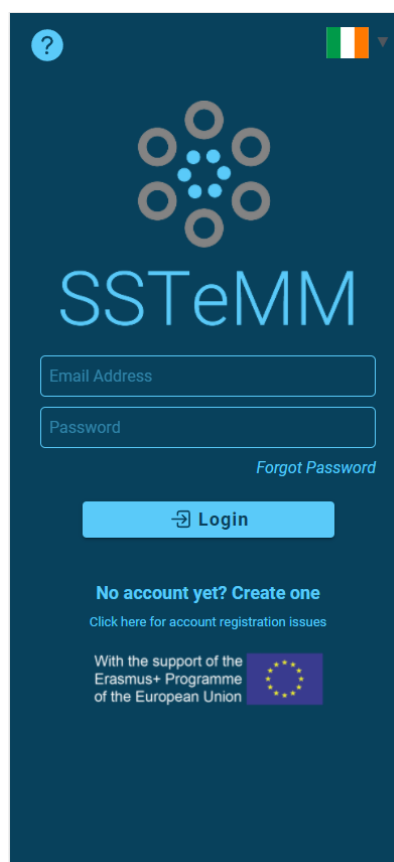 ?
SSTeMM
Email Address
Password
Forgot Password
Login
No account yet? Create one
Click here for account registration issues
With the support of the
Erasmus+ Programme
of the European Union